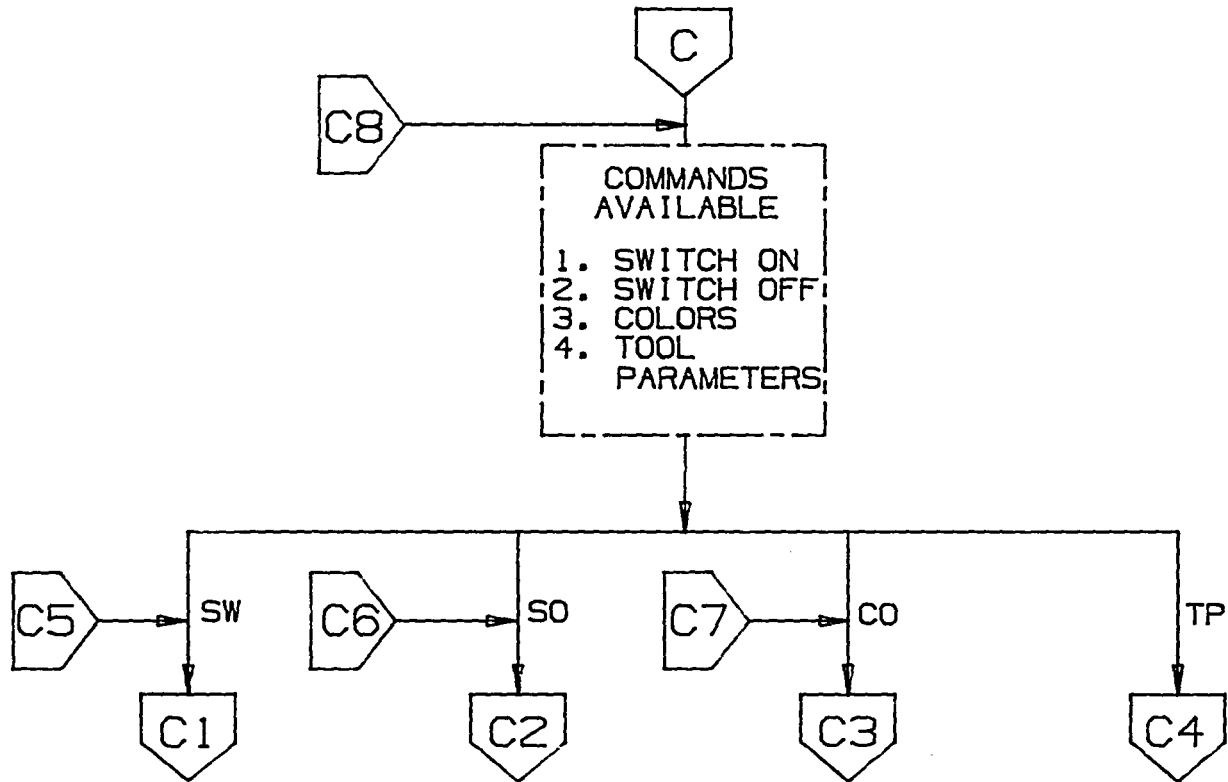 C
C8
COMMANDS
AVAILABLE
1. SWITCH ON
2. SWITCH OFF
3. COLORS
4. TOOL
PARAMETERS
C5
SW
C6
SO
C7
CO
TP
C1
C2
C3
C4